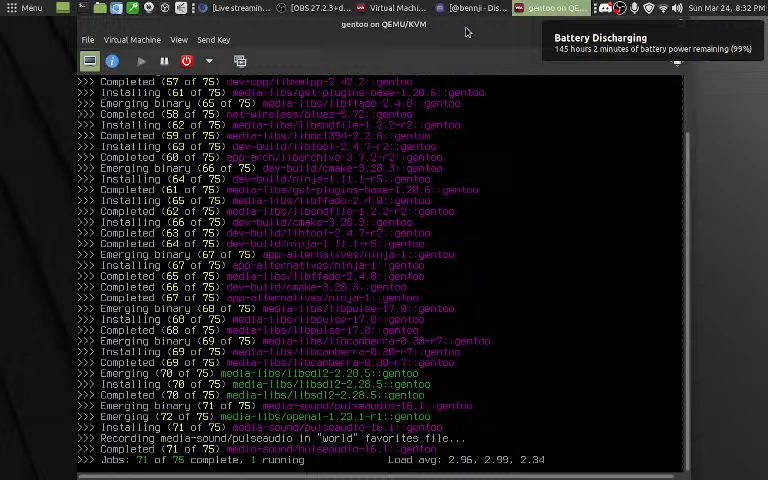 Menu [Live streamin... [OBS 27.2.3+d... Virtual Machi... [@bennji - Dis... gentoo on QE... Sun Mar 24, 8:32 PM
gentoo on QEMU/KVM
Battery Discharging
145 hours 2 minutes of battery power remaining (99%)
File Virtual Machine View Send Key
>>> Completed (57 of 75) dev-cpp/libxmlpp-2.42.2::gentoo
>>> Installing (61 of 75) media-libs/gst-plugins-base-1.20.6::gentoo
>>> Emerging binary (65 of 75) media-libs/libffado-2.4.8::gentoo
>>> Completed (58 of 75) net-wireless/bluez-5.72::gentoo
>>> Installing (62 of 75) media-libs/libsndfile-1.2.2-r2::gentoo
>>> Completed (59 of 75) media-libs/libdc1394-2.2.6::gentoo
>>> Installing (63 of 75) dev-build/libtool-2.4.7-r2::gentoo
>>> Completed (60 of 75) app-arch/libarchive-3.7.2-r2::gentoo
>>> Emerging binary (66 of 75) dev-build/cmake-3.28.3::gentoo
>>> Installing (64 of 75) dev-build/ninja-1.11.1-r5::gentoo
>>> Completed (61 of 75) media-libs/gst-plugins-base-1.20.6::gentoo
>>> Installing (65 of 75) media-libs/libffado-2.4.8::gentoo
>>> Completed (62 of 75) media-libs/libsndfile-1.2.2-r2::gentoo
>>> Installing (66 of 75) dev-build/cmake-3.28.3::gentoo
>>> Completed (63 of 75) dev-build/libtool-2.4.7-r2::gentoo
>>> Completed (64 of 75) dev-build/ninja-1.11.1-r5::gentoo
>>> Emerging binary (67 of 75) app-alternatives/ninja-1::gentoo
>>> Installing (67 of 75) app-alternatives/ninja-1::gentoo
>>> Completed (65 of 75) media-libs/libffado-2.4.8::gentoo
>>> Completed (66 of 75) dev-build/cmake-3.28.3::gentoo
>>> Completed (67 of 75) app-alternatives/ninja-1::gentoo
>>> Emerging binary (68 of 75) media-libs/libpulse-17.0::gentoo
>>> Installing (68 of 75) media-libs/libpulse-17.0::gentoo
>>> Completed (68 of 75) media-libs/libpulse-17.0::gentoo
>>> Emerging binary (69 of 75) media-libs/libcanberra-0.30-r7::gentoo
>>> Installing (69 of 75) media-libs/libcanberra-0.30-r7::gentoo
>>> Completed (69 of 75) media-libs/libcanberra-0.30-r7::gentoo
>>> Emerging (70 of 75) media-libs/libsdl2-2.28.5::gentoo
>>> Installing (70 of 75) media-libs/libsdl2-2.28.5::gentoo
>>> Completed (70 of 75) media-libs/libsdl2-2.28.5::gentoo
>>> Emerging binary (71 of 75) media-sound/pulseaudio-16.1::gentoo
>>> Emerging (72 of 75) media-libs/openal-1.23.1-r1::gentoo
>>> Installing (71 of 75) media-sound/pulseaudio-16.1::gentoo
>>> Recording media-sound/pulseaudio in "world" favorites file...
>>> Completed (71 of 75) media-sound/pulseaudio-16.1::gentoo
>>> Jobs: 71 of 75 complete, 1 running Load avg: 2.96, 2.99, 2.34